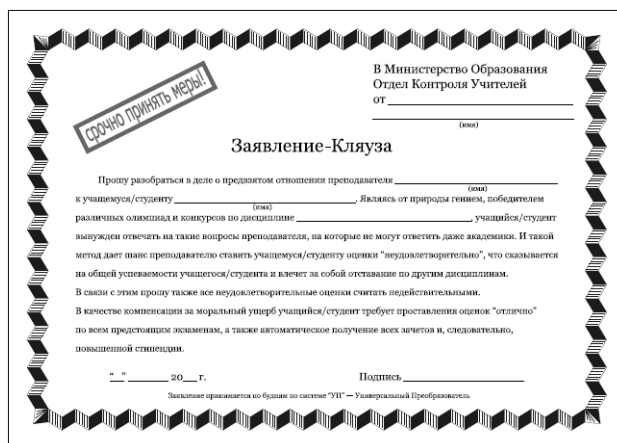 срочно принять меры!
В Министерство Образования
Отдел Контроля Учителей
от ____________________
(имя)
Заявление-Кляуза
Прошу разобраться в деле о предвзятом отношении преподавателя ____________________
(имя)
к учащемуся/студенту ____________________. Являясь от природы гением, победителем
(имя)
различных олимпиад и конкурсов по дисциплине ____________________, учащийся/студент
вынужден отвечать на такие вопросы преподавателя, на которые не могут ответить даже академики. И такой
метод дает шанс преподавателю ставить учащемуся/студенту оценки “неудовлетворительно”, что сказывается
на общей успеваемости учащегося/студента и влечет за собой отставание по другим дисциплинам.
В связи с этим прошу также все неудовлетворительные оценки считать недействительными.
В качестве компенсации за моральный ущерб учащийся/студент требует проставления оценок “отлично”
по всем предстоящим экзаменам, а также автоматическое получение всех зачетов и, следовательно,
повышенной стипендии.
“__” _______ 20__ г. Подпись ____________________
Заявление принимается по будням по системе “УП” — Универсальный Преобразователь